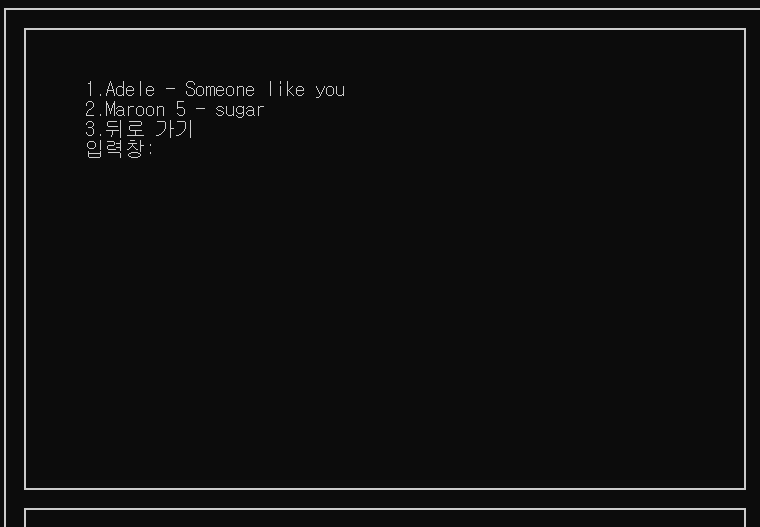 1.Adele - Someone like you
2.Maroon 5 - sugar
3.뒤로 가기
입력창: